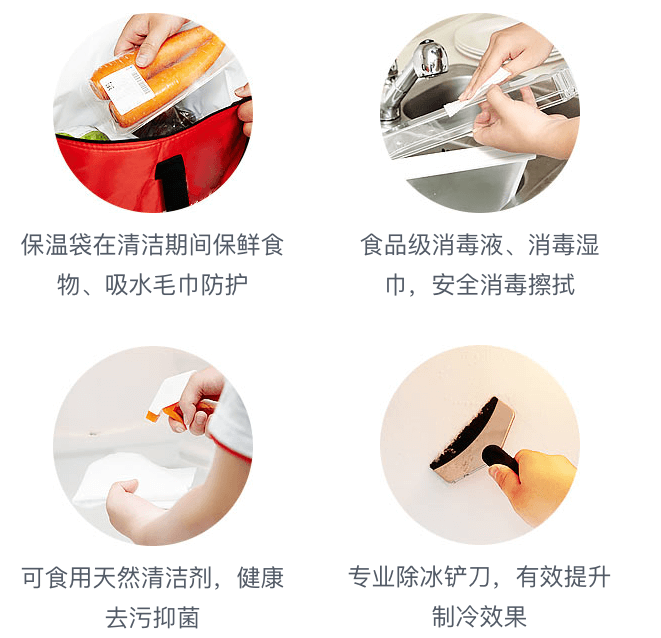 保温袋在清洁期间保鲜食
物、吸水毛巾防护
食品级消毒液、消毒湿
巾，安全消毒擦拭
可食用天然清洁剂，健康
去污抑菌
专业除冰铲刀，有效提升
制冷效果